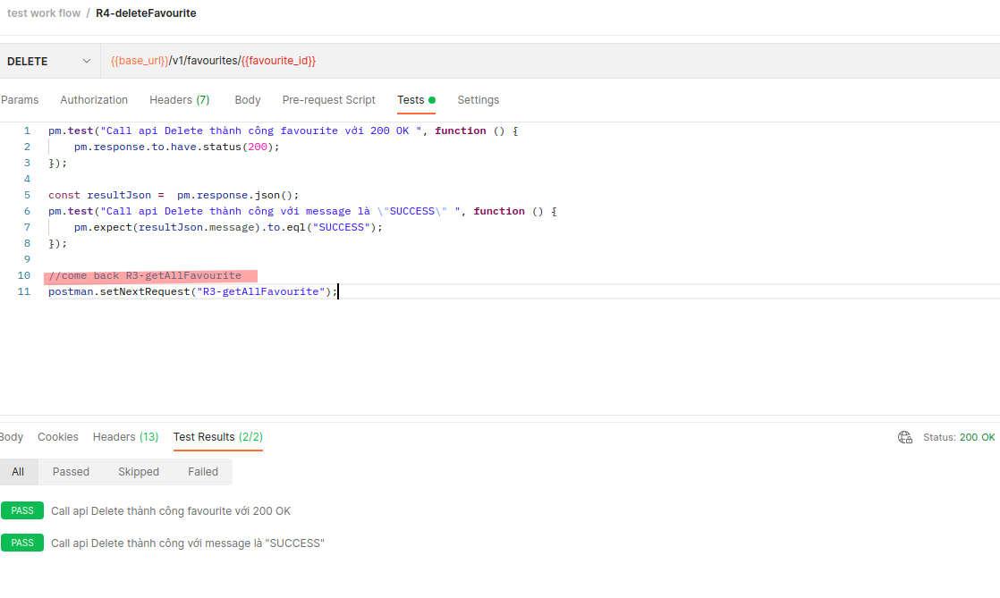 test work flow / R4-deleteFavourite
DELETE {{base_url}}/v1/favourites/{{favourite_id}}
Params Authorization Headers (7) Body Pre-request Script Tests Settings
1 pm.test("Call api Delete thành công favourite với 200 OK ", function () {
2 pm.response.to.have.status(200);
3 });
4
5 const resultJson = pm.response.json();
6 pm.test("Call api Delete thành công với message là \"SUCCESS\" ", function () {
7 pm.expect(resultJson.message).to.eql("SUCCESS");
8 });
9
10 //come back R3-getAllFavourite
11 postman.setNextRequest("R3-getAllFavourite");
Body Cookies Headers (13) Test Results (2/2) Status: 200 OK
All Passed Skipped Failed
PASS Call api Delete thành công favourite với 200 OK
PASS Call api Delete thành công với message là "SUCCESS"